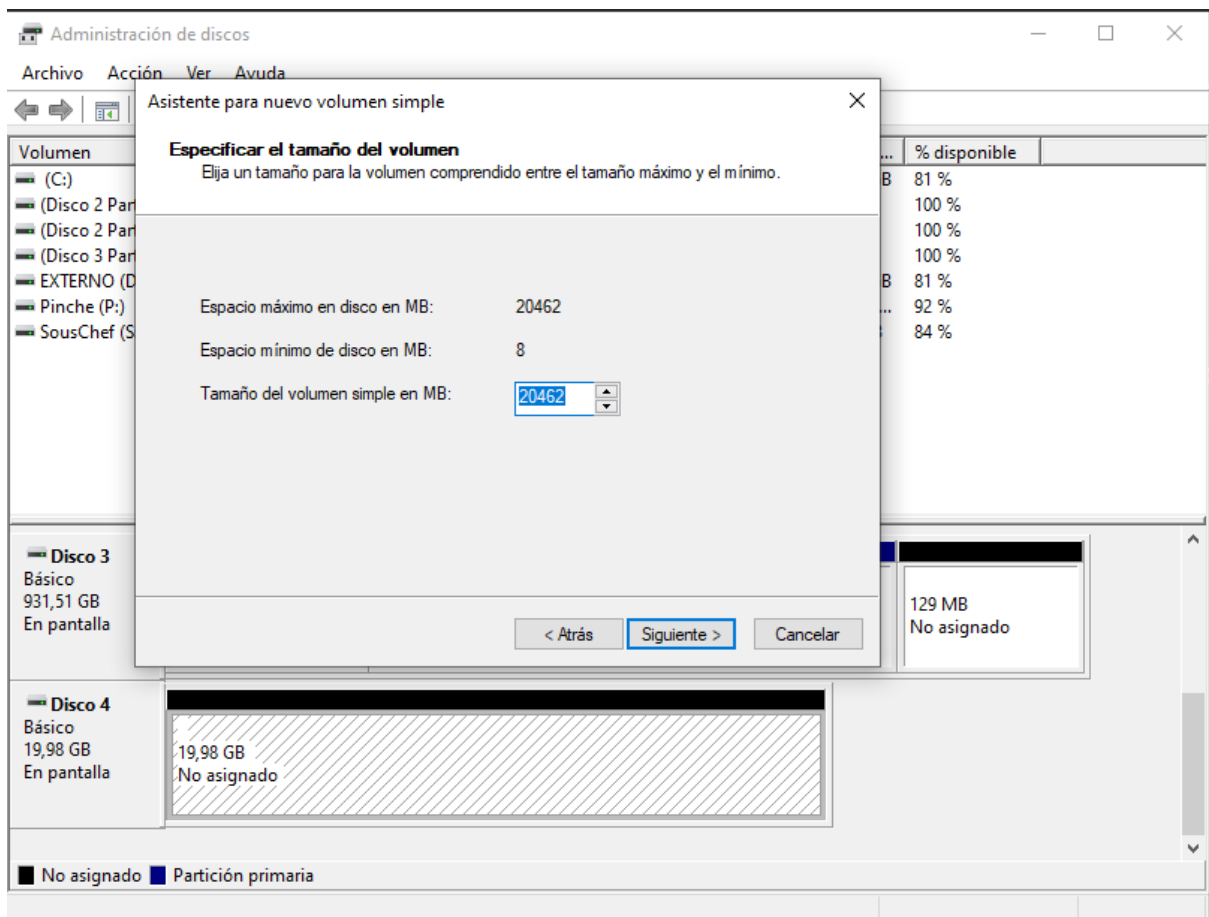 Administración de discos
Archivo Acción Ver Ayuda
Asistente para nuevo volumen simple
Especificar el tamaño del volumen
Elija un tamaño para la volumen comprendido entre el tamaño máximo y el mínimo.
Volumen ... % disponible
(C:) B 81 %
(Disco 2 Par 100 %
(Disco 2 Par 100 %
(Disco 3 Par 100 %
EXTERNO (D B 81 %
Pinche (P:) ... 92 %
SousChef (S 84 %
Espacio máximo en disco en MB: 20462
Espacio mínimo de disco en MB: 8
Tamaño del volumen simple en MB: 20462
< Atrás Siguiente > Cancelar
Disco 3
Básico
931,51 GB
En pantalla
129 MB
No asignado
Disco 4
Básico
19,98 GB
En pantalla
19,98 GB
No asignado
No asignado Partición primaria